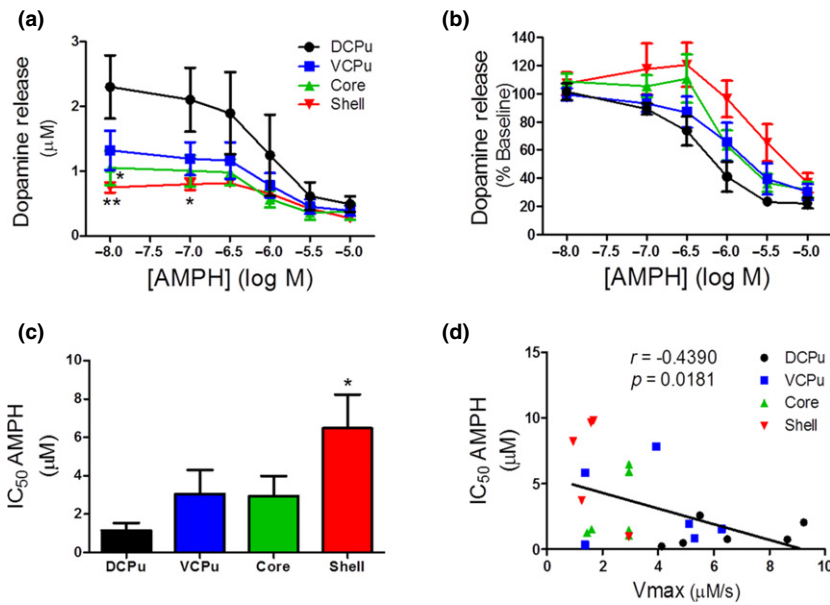 (a)
Dopamine release
(μM)
3
2
1
0
DCPu
VCPu
Core
Shell
*
**
*
−8.0 −7.5 −7.0 −6.5 −6.0 −5.5 −5.0
[AMPH] (log M)
(b)
Dopamine release
(% Baseline)
140
120
100
80
60
40
20
0
−8.0 −7.5 −7.0 −6.5 −6.0 −5.5 −5.0
[AMPH] (log M)
(c)
IC50 AMPH
(μM)
10
8
6
4
2
0
*
DCPu VCPu Core Shell
(d)
IC50 AMPH
(μM)
15
10
5
0
r = -0.4390
p = 0.0181
DCPu
VCPu
Core
Shell
0 2 4 6 8 10
Vmax (μM/s)